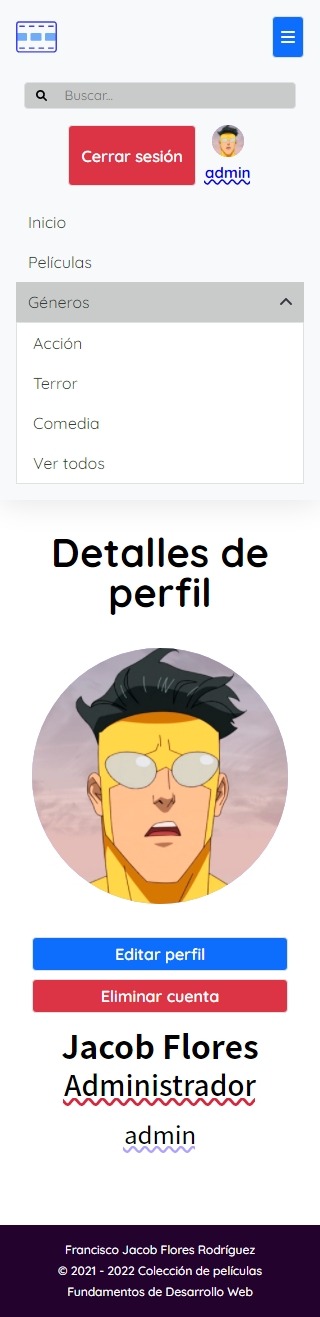 Buscar...
Cerrar sesión
admin
Inicio
Películas
Géneros
Acción
Terror
Comedia
Ver todos
Detalles de
perfil
Editar perfil
Eliminar cuenta
Jacob Flores
Administrador
admin
Francisco Jacob Flores Rodríguez
© 2021 - 2022 Colección de películas
Fundamentos de Desarrollo Web